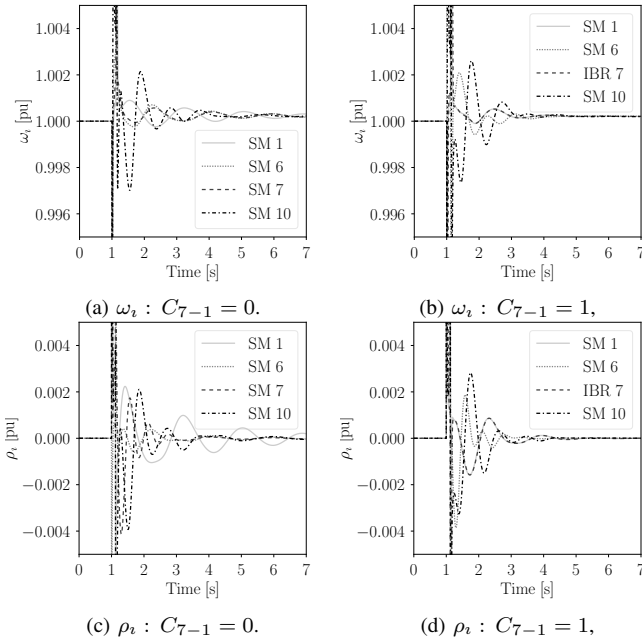 1.004
1.002
1.000
0.998
0.996
ωᵢ [pu]
SM 1
SM 6
SM 7
SM 10
0 1 2 3 4 5 6 7
Time [s]
(a) ωᵢ : C₇₋₁ = 0.
1.004
1.002
1.000
0.998
0.996
ωᵢ [pu]
SM 1
SM 6
IBR 7
SM 10
0 1 2 3 4 5 6 7
Time [s]
(b) ωᵢ : C₇₋₁ = 1,
0.004
0.002
0.000
−0.002
−0.004
ρᵢ [pu]
SM 1
SM 6
SM 7
SM 10
0 1 2 3 4 5 6 7
Time [s]
(c) ρᵢ : C₇₋₁ = 0.
0.004
0.002
0.000
−0.002
−0.004
ρᵢ [pu]
SM 1
SM 6
IBR 7
SM 10
0 1 2 3 4 5 6 7
Time [s]
(d) ρᵢ : C₇₋₁ = 1,